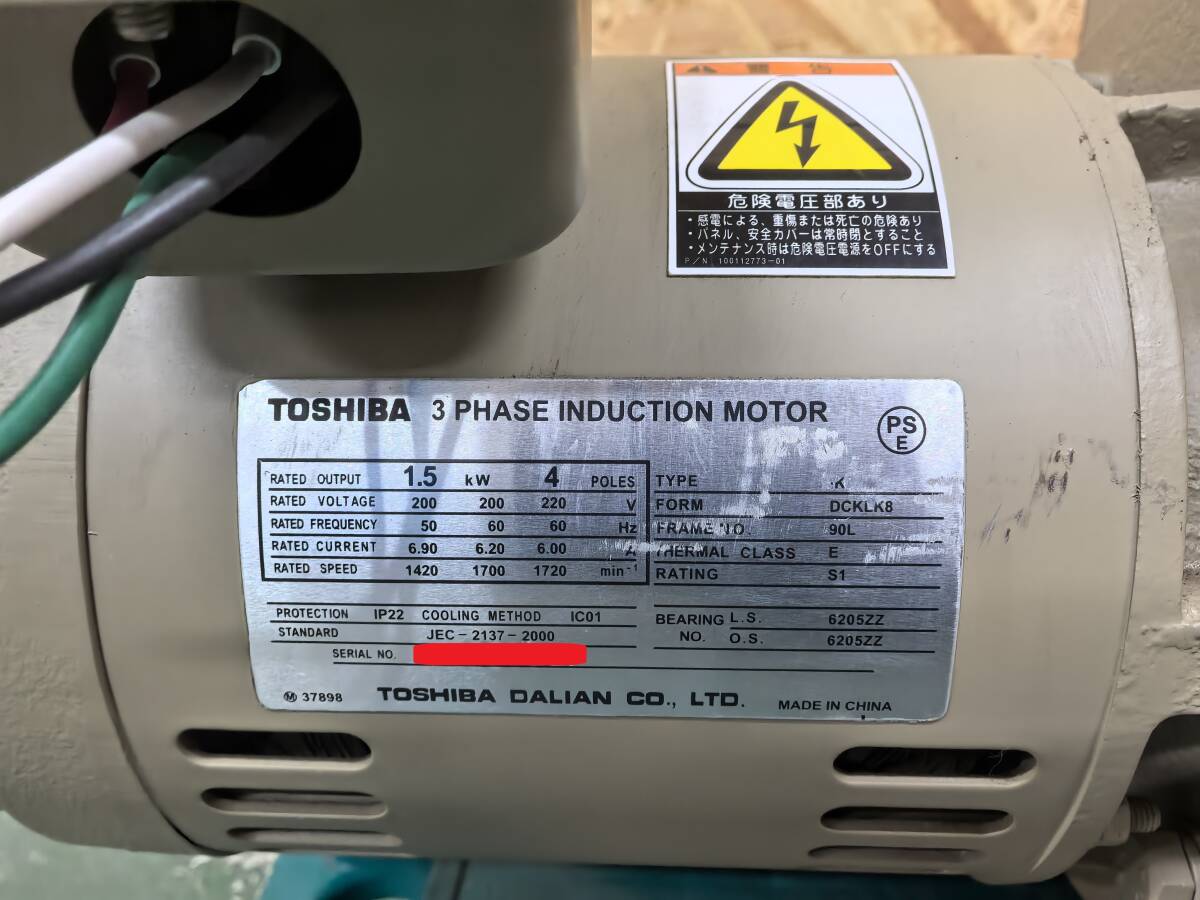 警告
危険電圧部あり
・感電による、重傷または死亡の危険あり
・パネル、安全カバーは常時閉とすること
・メンテナンス時は危険電圧電源をOFFにする
P/N 100112773-01
TOSHIBA 3 PHASE INDUCTION MOTOR
PS
E
RATED OUTPUT 1.5 kW 4 POLES
RATED VOLTAGE 200 200 220 V
RATED FREQUENCY 50 60 60 Hz
RATED CURRENT 6.90 6.20 6.00 A
RATED SPEED 1420 1700 1720 min⁻¹
TYPE K
FORM DCKLK8
FRAME NO. 90L
THERMAL CLASS E
RATING S1
PROTECTION IP22 COOLING METHOD IC01
STANDARD JEC-2137-2000
SERIAL NO.
BEARING L.S. 6205ZZ
NO. O.S. 6205ZZ
Ⓜ 37898 TOSHIBA DALIAN CO., LTD. MADE IN CHINA